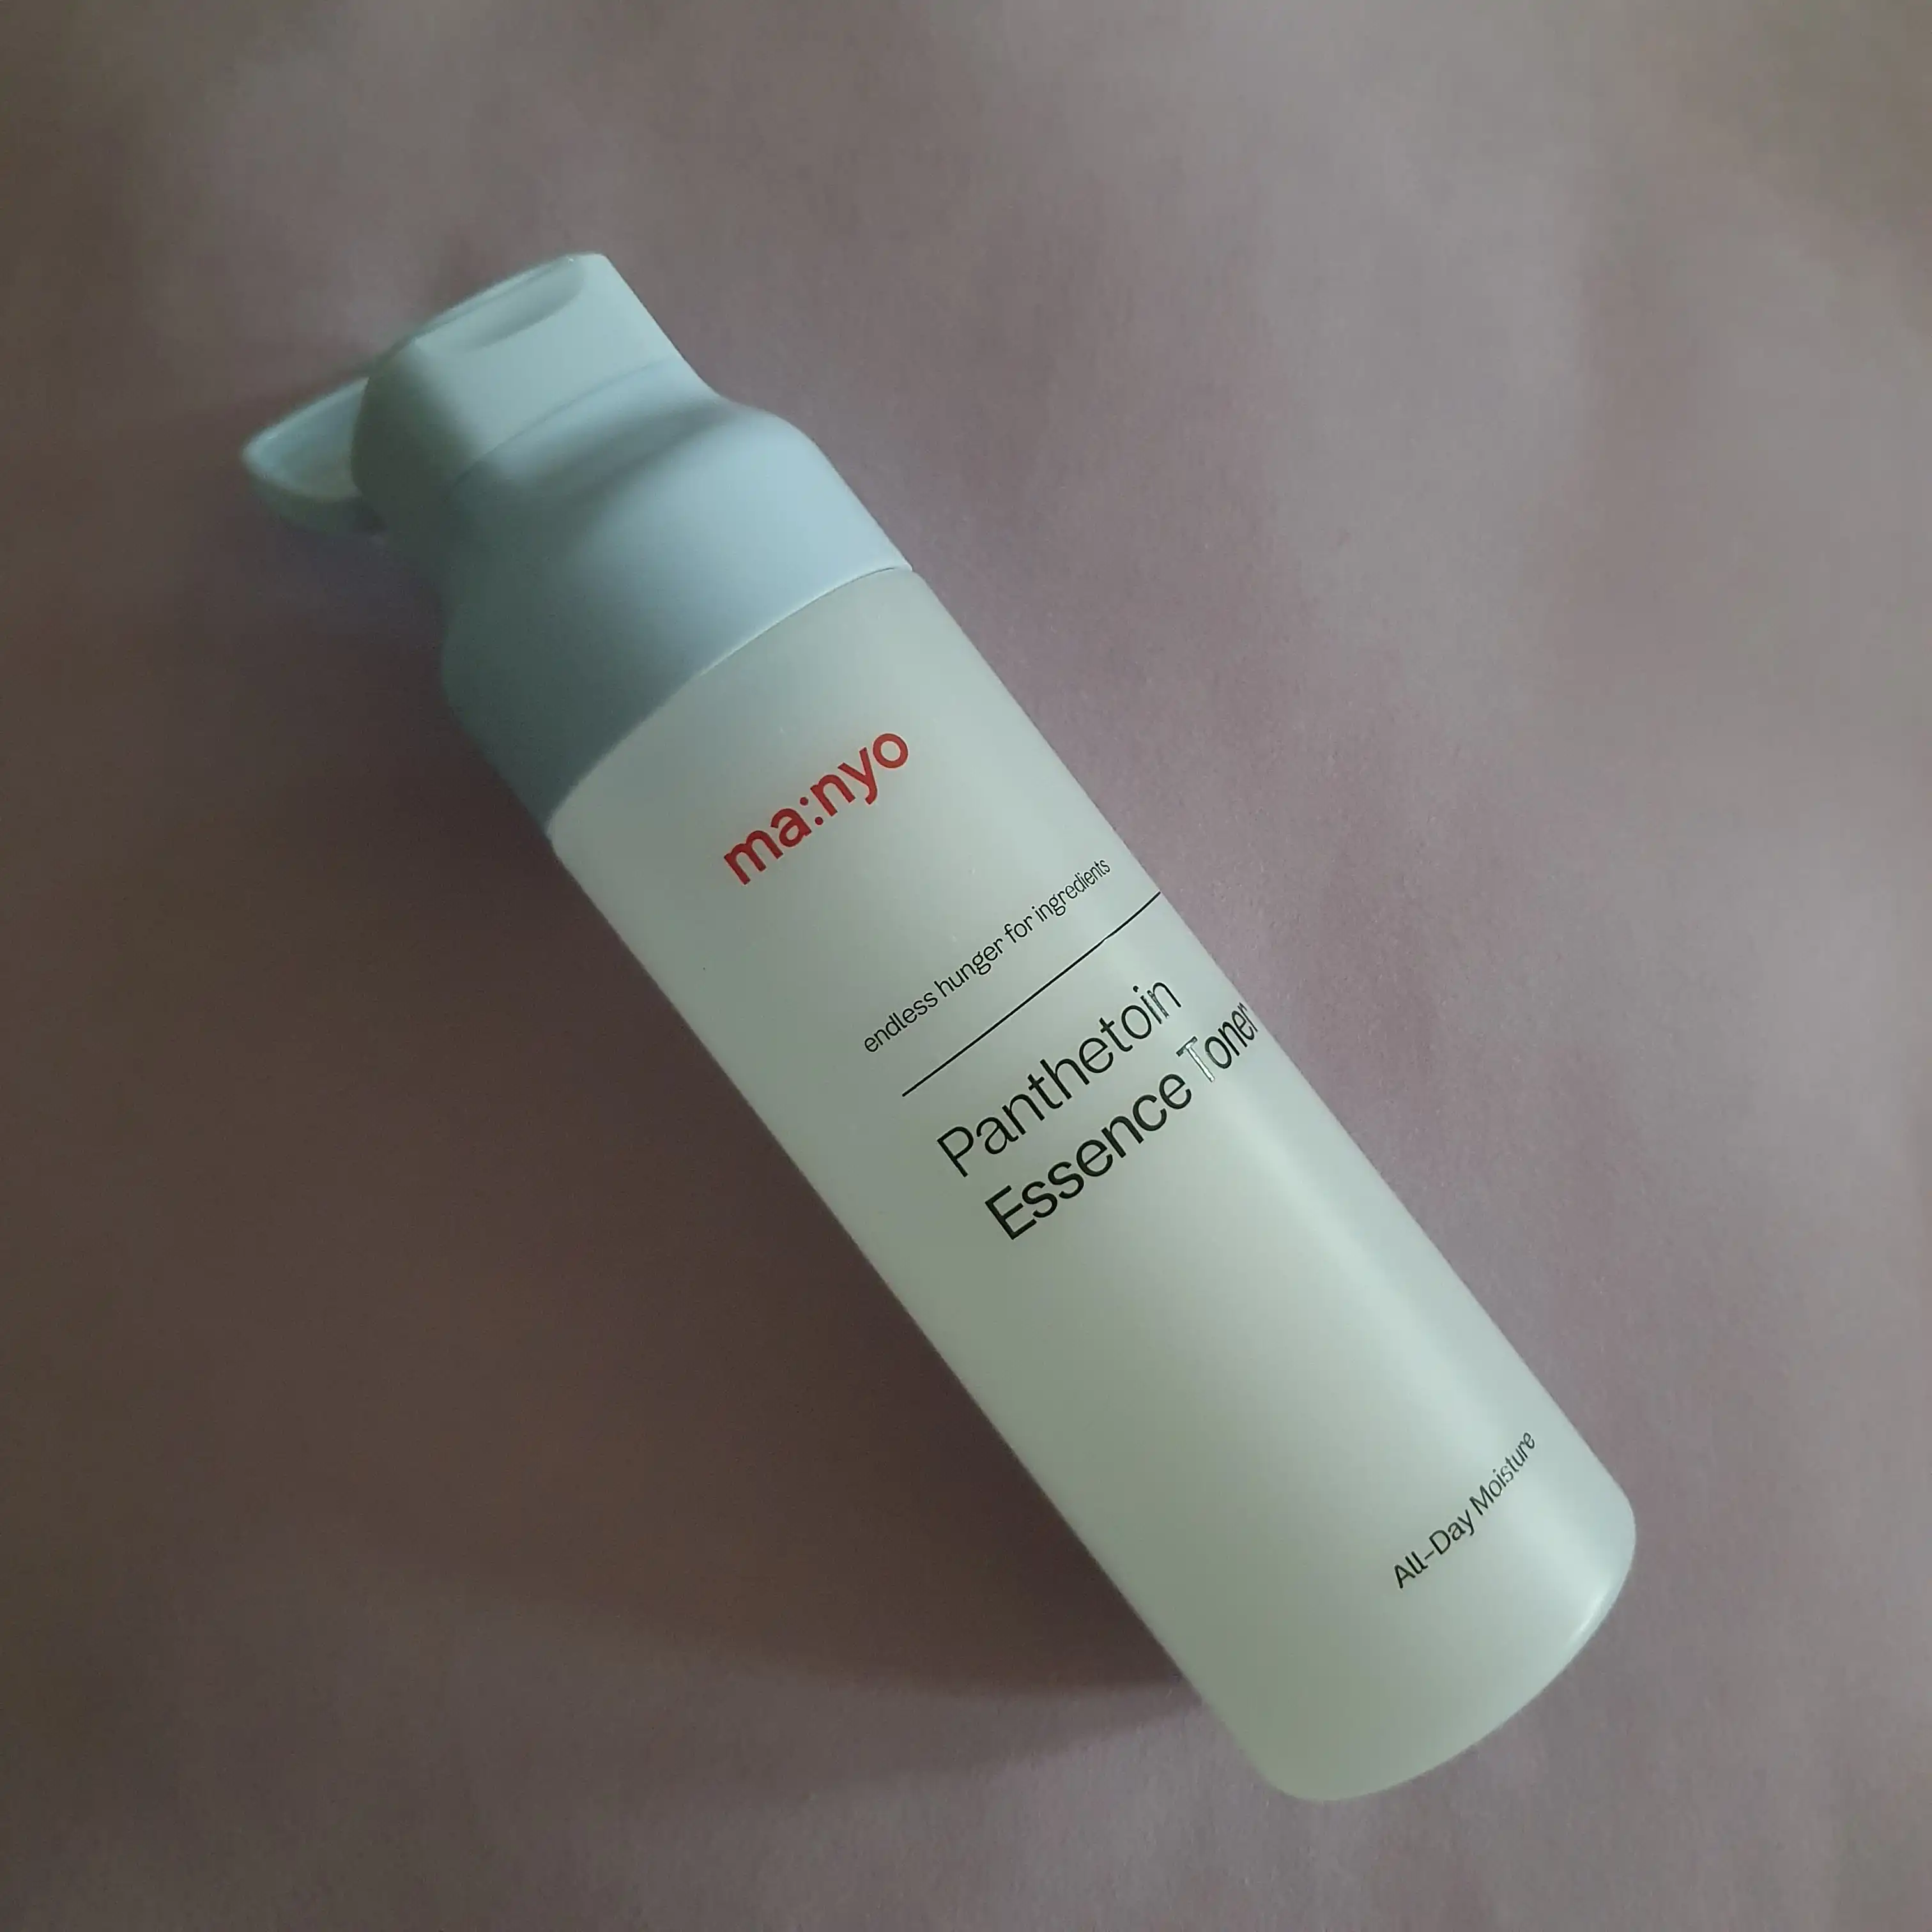 ma:nyo
endless hunger for ingredients
Panthetoin
Essence Toner
All-Day Moisture